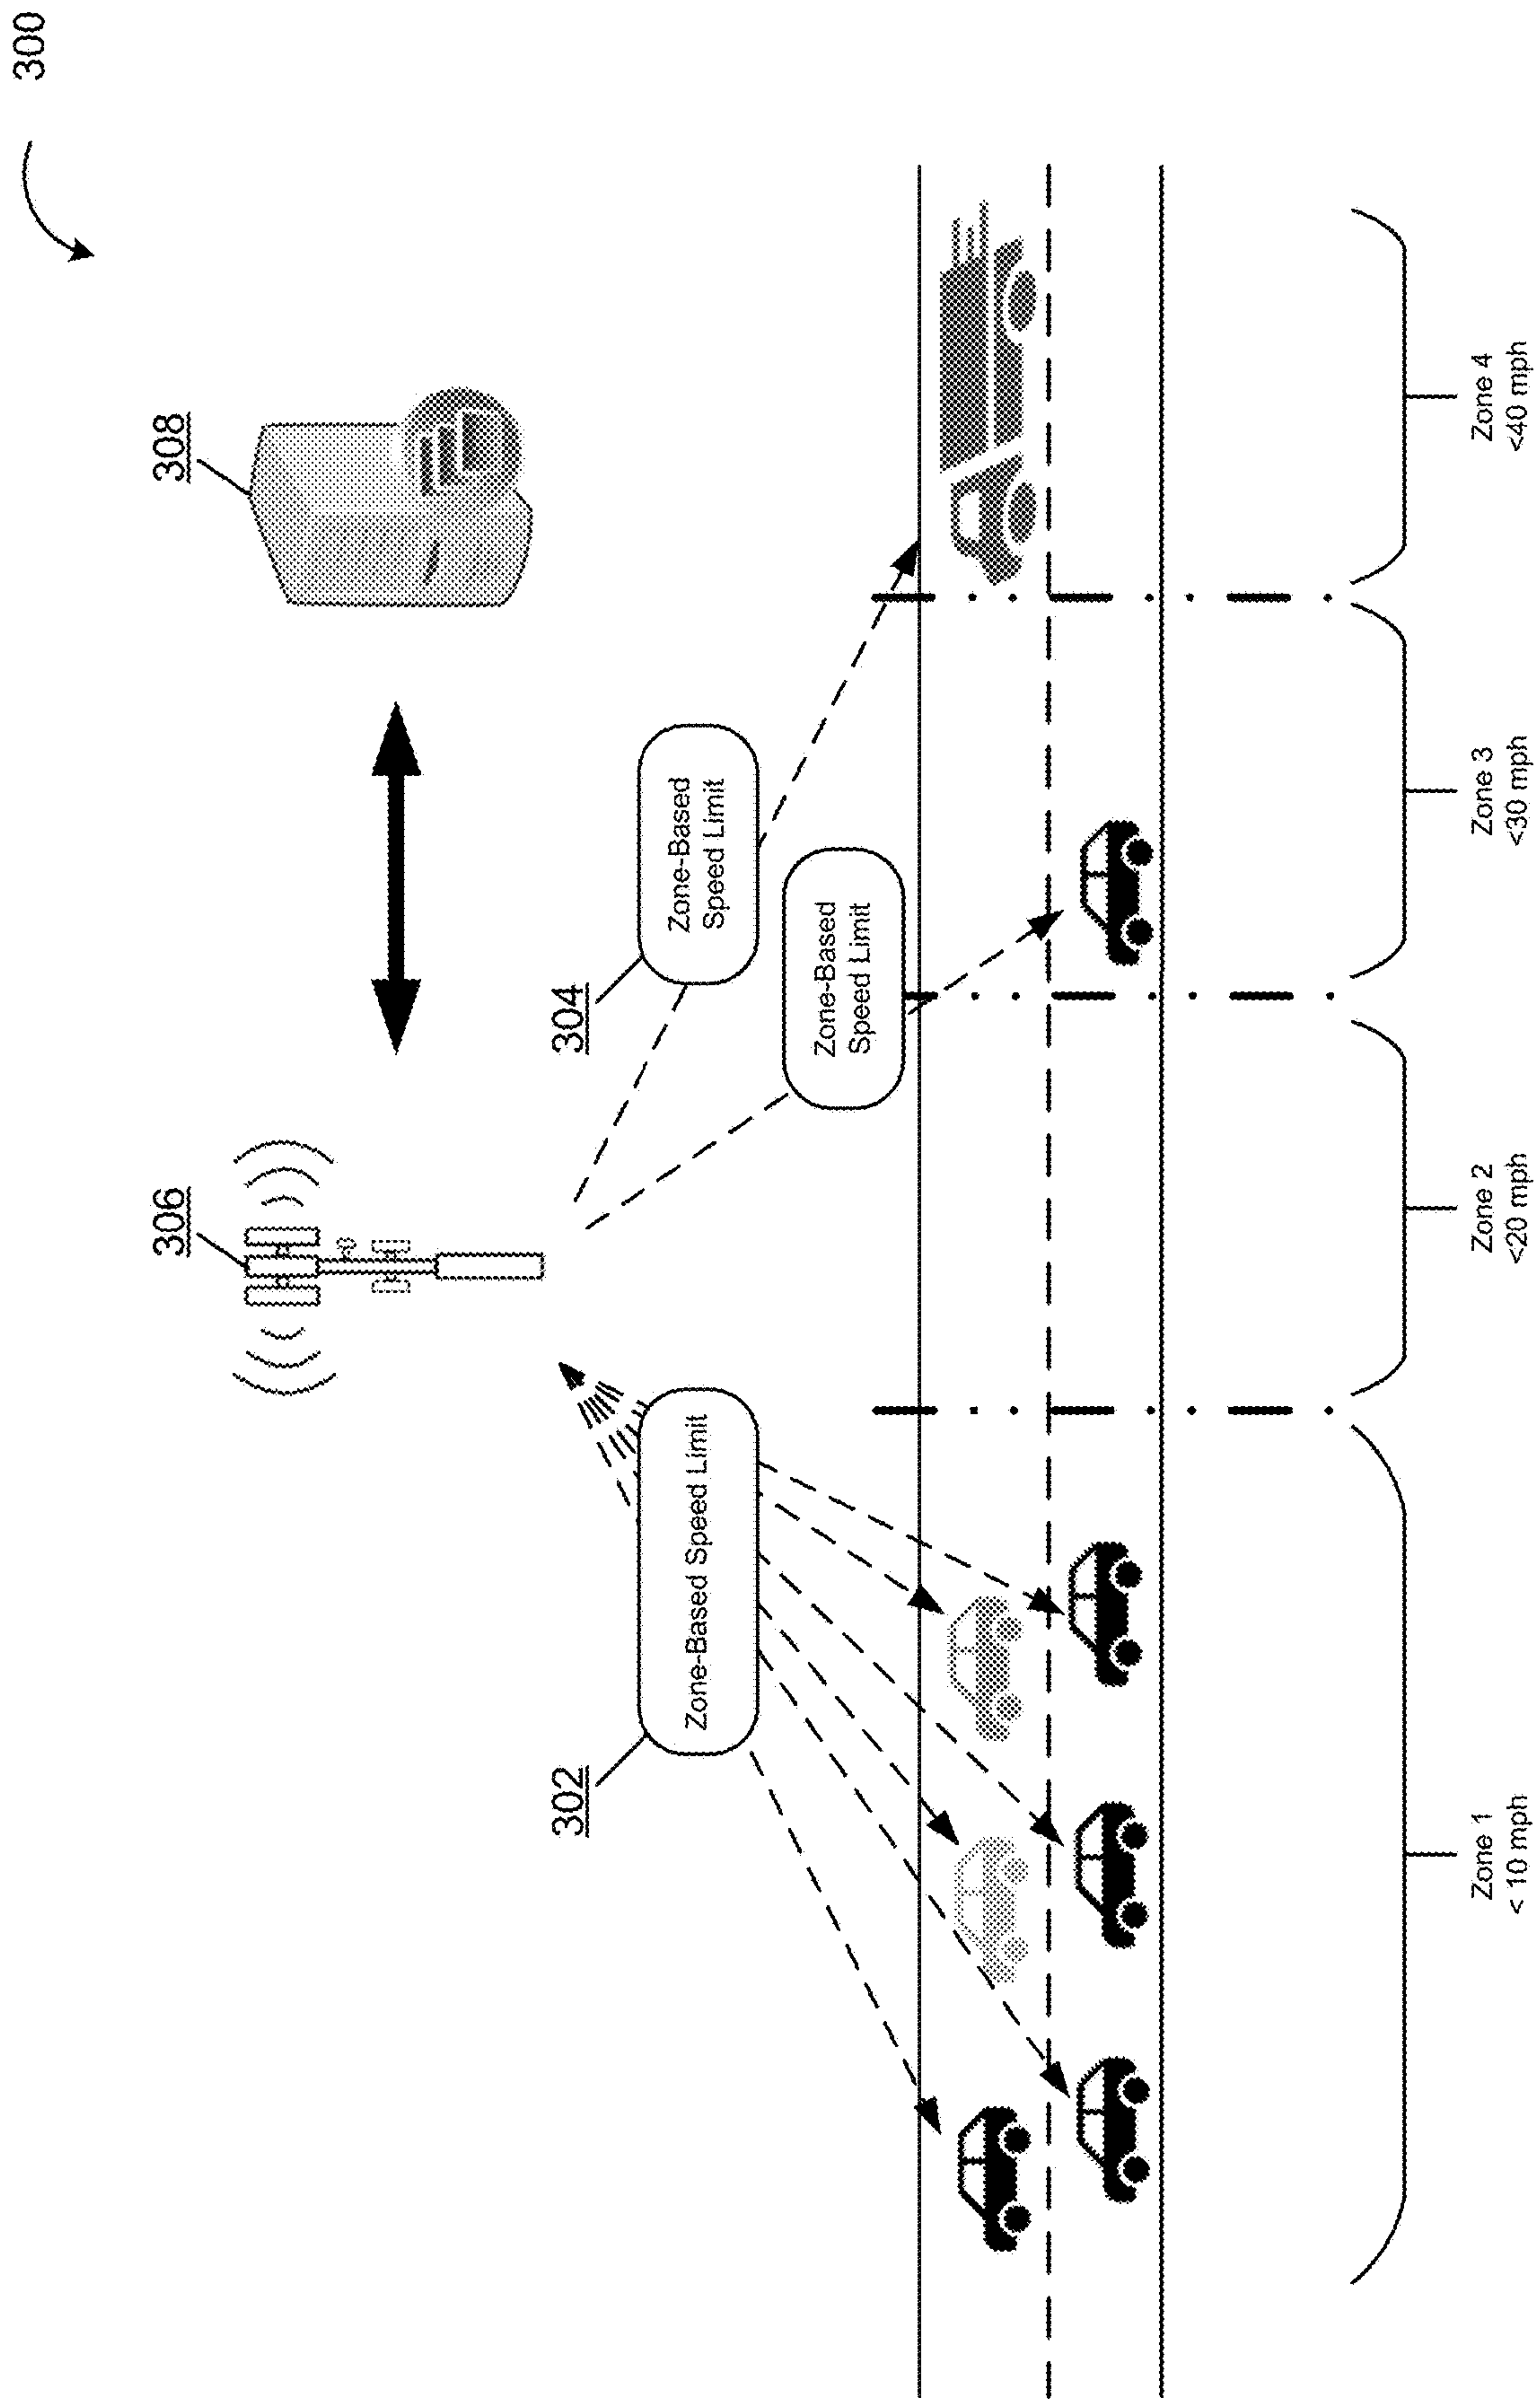 300
306
308
302
Zone-Based Speed Limit
304
Zone-Based
Speed Limit
Zone-Based
Speed Limit
Zone 1
< 10 mph
Zone 2
<20 mph
Zone 3
<30 mph
Zone 4
<40 mph